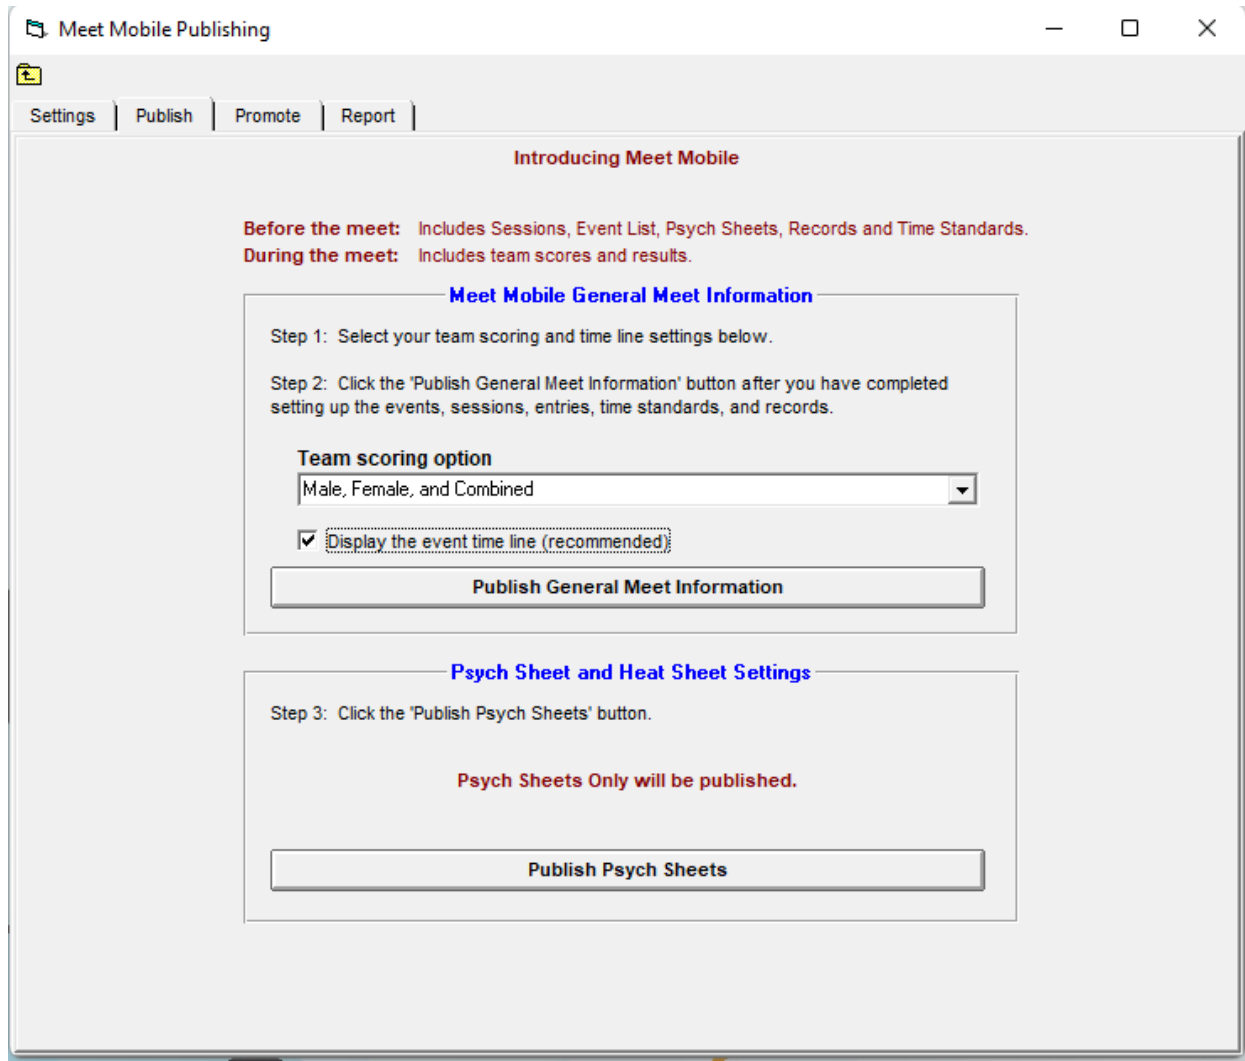 Meet Mobile Publishing
Settings Publish Promote Report
Introducing Meet Mobile
Before the meet: Includes Sessions, Event List, Psych Sheets, Records and Time Standards.
During the meet: Includes team scores and results.
Meet Mobile General Meet Information
Step 1: Select your team scoring and time line settings below.
Step 2: Click the 'Publish General Meet Information' button after you have completed
setting up the events, sessions, entries, time standards, and records.
Team scoring option
Male, Female, and Combined
Display the event time line (recommended)
Publish General Meet Information
Psych Sheet and Heat Sheet Settings
Step 3: Click the 'Publish Psych Sheets' button.
Psych Sheets Only will be published.
Publish Psych Sheets